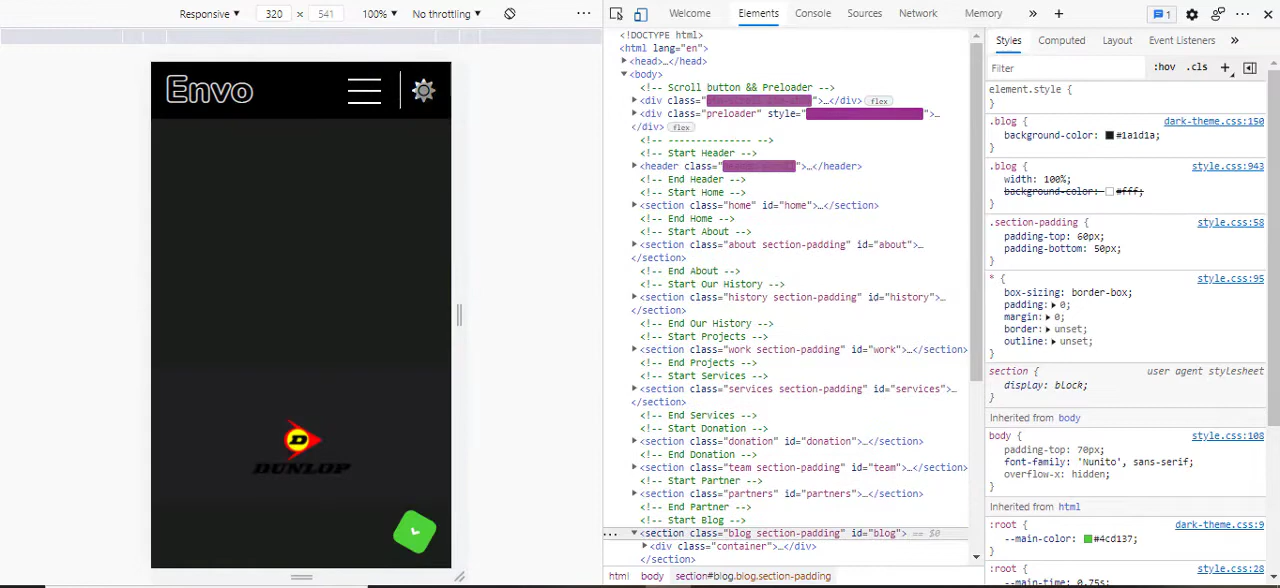 Responsive ▼ 320 × 541 100% ▼ No throttling ▼ ...
Welcome Elements Console Sources Network Memory » + 1 ... ×
Envo
DUNLOP
<!DOCTYPE html>
<html lang="en">
<head>…</head>
<body>
<!-- Scroll button && Preloader -->
<div class=" ">…</div> flex
<div class="preloader" style=" ">…
</div> flex
<!-- --------------- -->
<!-- Start Header -->
<header class=" ">…</header>
<!-- End Header -->
<!-- Start Home -->
<section class="home" id="home">…</section>
<!-- End Home -->
<!-- Start About -->
<section class="about section-padding" id="about">…
</section>
<!-- End About -->
<!-- Start Our History -->
<section class="history section-padding" id="history">…
</section>
<!-- End Our History -->
<!-- Start Projects -->
<section class="work section-padding" id="work">…</section>
<!-- End Projects -->
<!-- Start Services -->
<section class="services section-padding" id="services">…
</section>
<!-- End Services -->
<!-- Start Donation -->
<section class="donation" id="donation">…</section>
<!-- End Donation -->
<section class="team section-padding" id="team">…</section>
<!-- Start Partner -->
<section class="partners" id="partners">…</section>
<!-- End Partner -->
<!-- Start Blog -->
... <section class="blog section-padding" id="blog"> == $0
<div class="container">…</div>
</section>
html body section#blog.blog.section-padding
Styles Computed Layout Event Listeners »
Filter :hov .cls +
element.style {
}
.blog { dark-theme.css:150
background-color: #1a1d1a;
}
.blog { style.css:943
width: 100%;
background-color: #fff;
}
.section-padding { style.css:58
padding-top: 60px;
padding-bottom: 50px;
}
* { style.css:95
box-sizing: border-box;
padding: 0;
margin: 0;
border: unset;
outline: unset;
}
section { user agent stylesheet
display: block;
}
Inherited from body
body { style.css:108
padding-top: 70px;
font-family: 'Nunito', sans-serif;
overflow-x: hidden;
}
Inherited from html
:root { dark-theme.css:9
--main-color: #4cd137;
}
:root { style.css:28
--main-time: 0.75s;